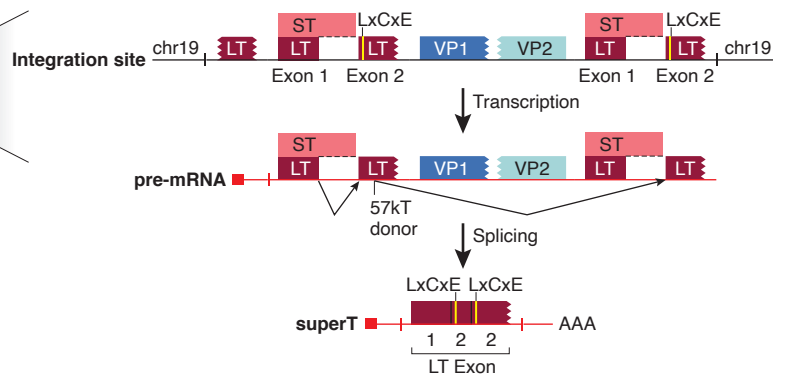 ST LxCxE ST LxCxE
Integration site chr19 LT LT LT VP1 VP2 LT LT chr19
Exon 1 Exon 2 Exon 1 Exon 2
Transcription
ST ST
pre-mRNA LT LT VP1 VP2 LT LT
57kT
donor
Splicing
LxCxE LxCxE
superT AAA
1 2 2
LT Exon